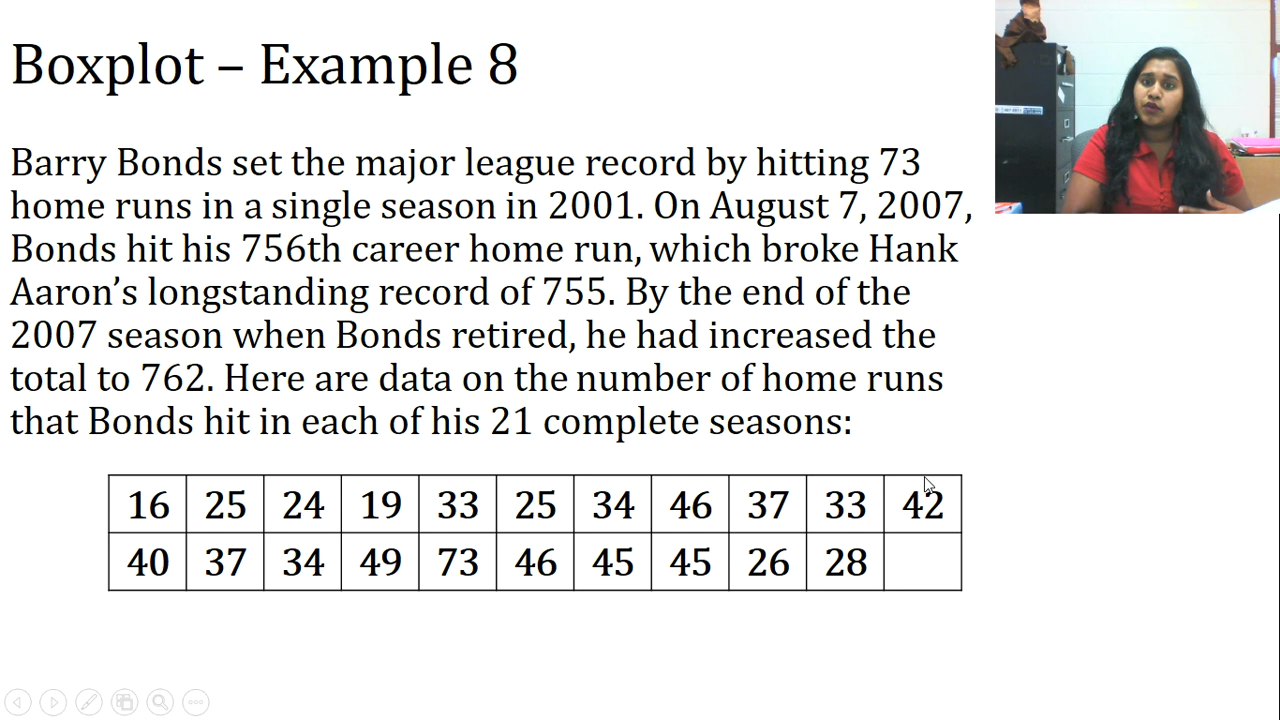 Boxplot – Example 8
Barry Bonds set the major league record by hitting 73
home runs in a single season in 2001. On August 7, 2007,
Bonds hit his 756th career home run, which broke Hank
Aaron’s longstanding record of 755. By the end of the
2007 season when Bonds retired, he had increased the
total to 762. Here are data on the number of home runs
that Bonds hit in each of his 21 complete seasons:
16 25 24 19 33 25 34 46 37 33 42
40 37 34 49 73 46 45 45 26 28